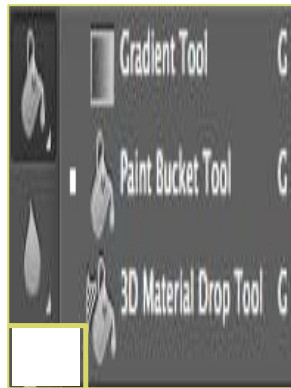 Gradient Tool G
Paint Bucket Tool G
3D Material Drop Tool G